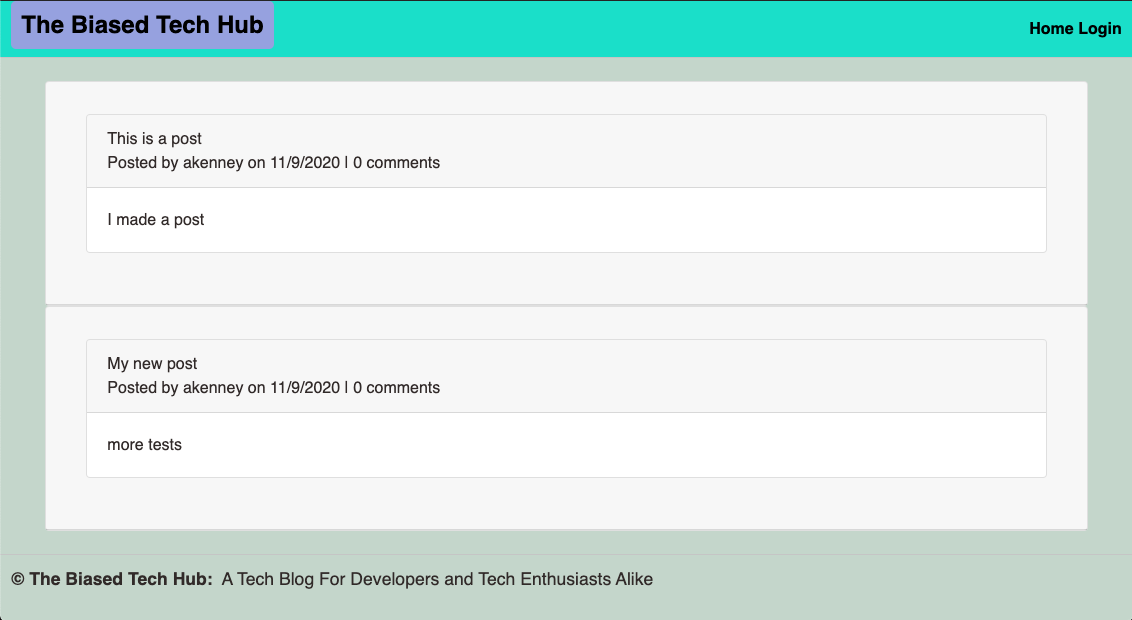 The Biased Tech Hub
Home Login
This is a post
Posted by akenney on 11/9/2020 | 0 comments
I made a post
My new post
Posted by akenney on 11/9/2020 | 0 comments
more tests
© The Biased Tech Hub: A Tech Blog For Developers and Tech Enthusiasts Alike